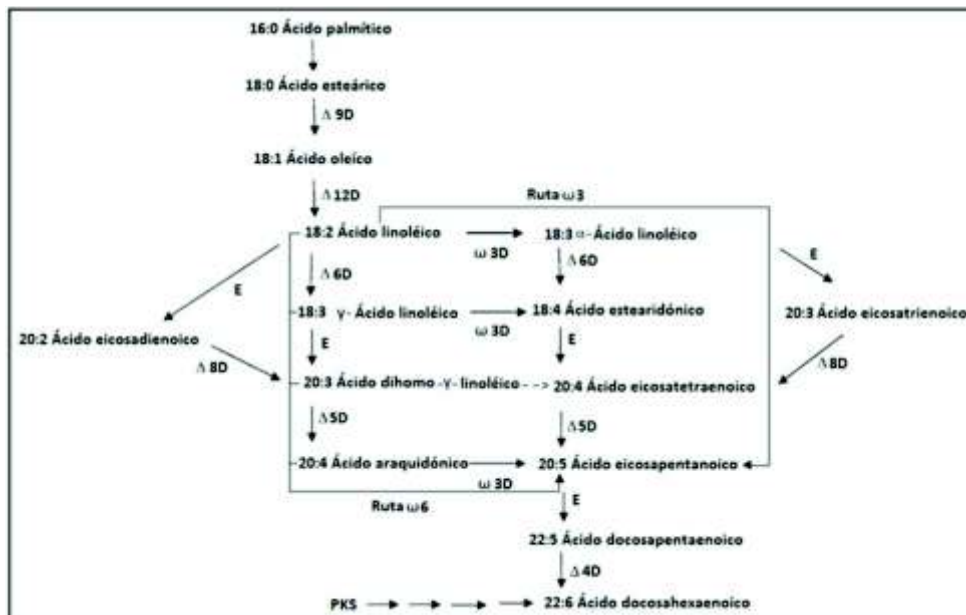 16:0 Ácido palmítico
18:0 Ácido esteárico
Δ 9D
18:1 Ácido oleíco
Δ12D
Ruta ω3
18:2 Ácido linoléico
ω 3D
18:3 α- Ácido linoléico
E
Δ 6D
Δ 6D
E
18:3 γ- Ácido linoléico
ω 3D
18:4 Ácido estearidónico
20:3 Ácido eicosatrienoico
20:2 Ácido eicosadienoico
E
E
Δ 8D
Δ8D
20:3 Ácido dihomo -γ- linoléico
20:4 Ácido eicosatetraenoico
Δ5D
Δ5D
20:4 Ácido araquidónico
ω 3D
20:5 Ácido eicosapentanoico
Ruta ω6
E
22:5 Ácido docosapentaenoico
Δ 4D
PKS
22:6 Ácido docosahexaenoico